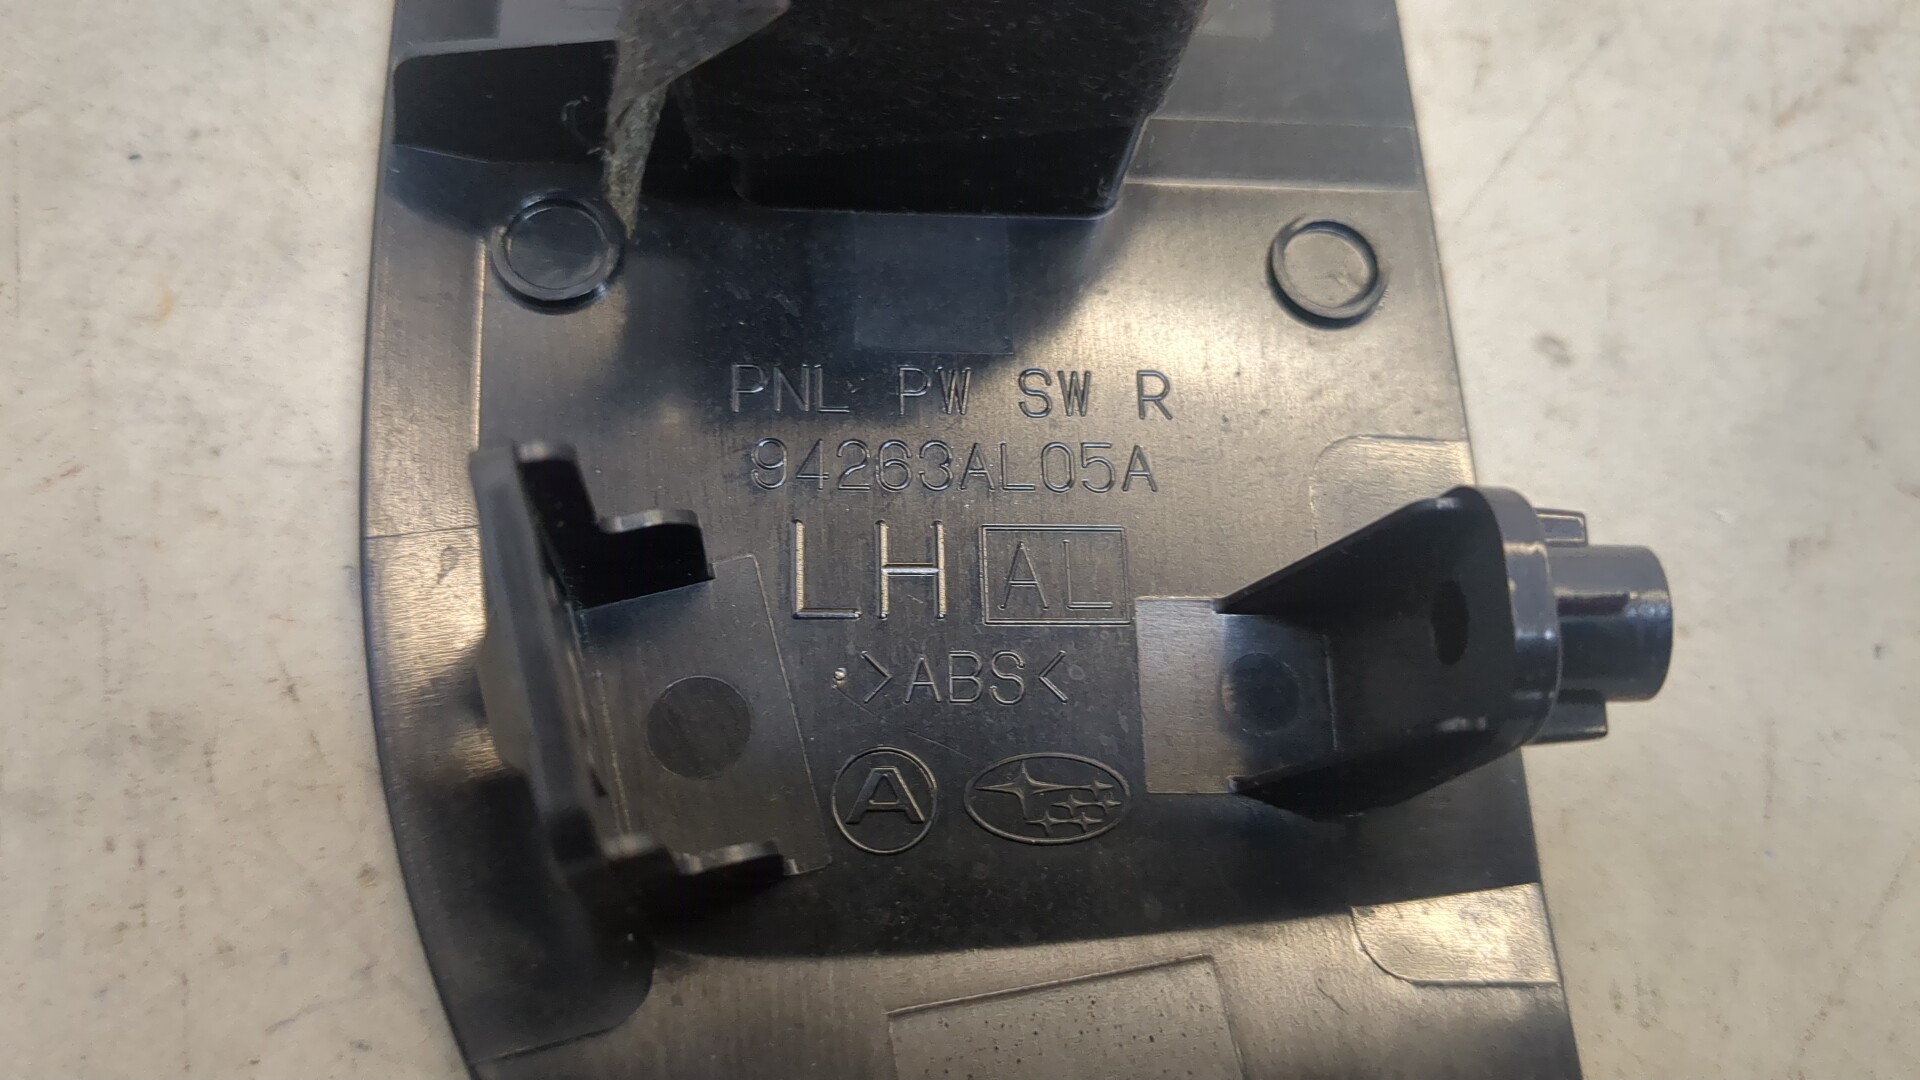 PNL PW SW R
94263AL05A
LH AL
>ABS<
A